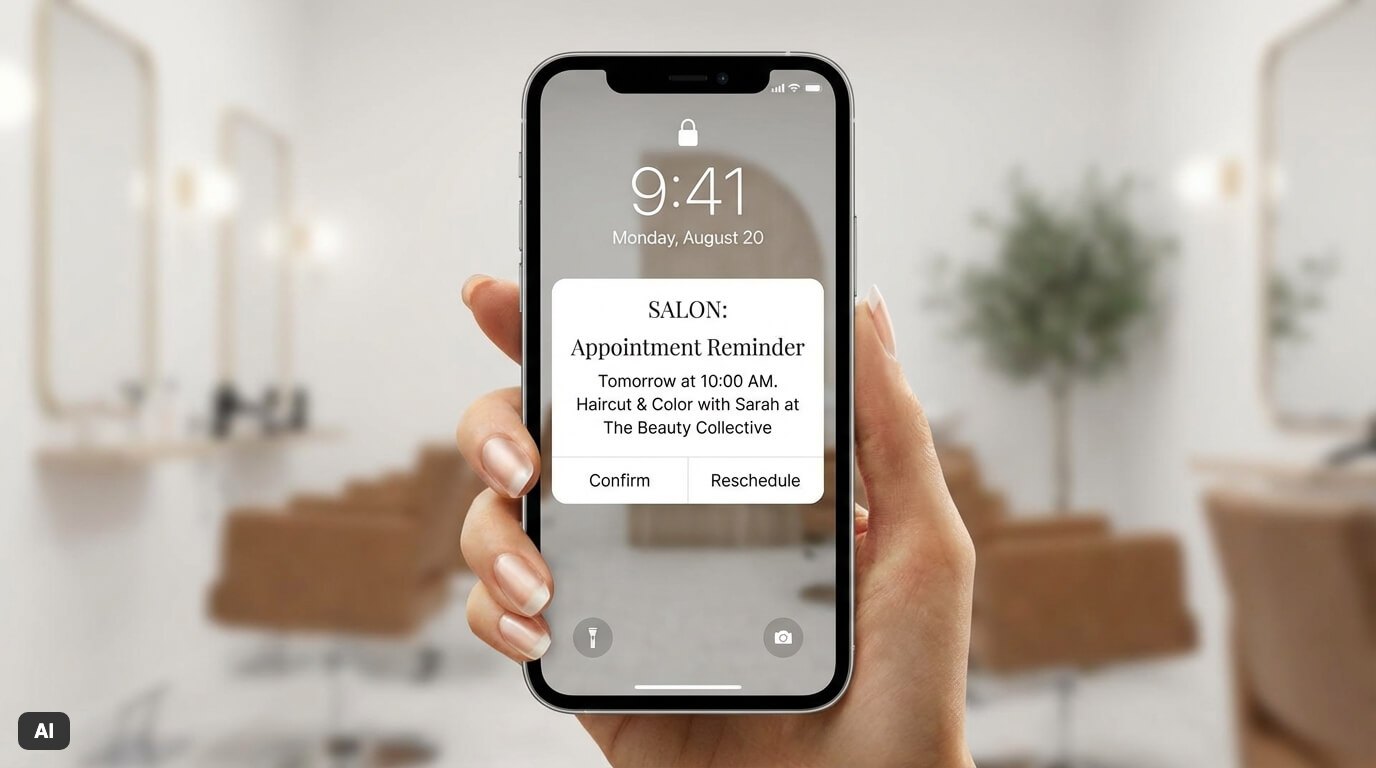 9:41
Monday, August 20
SALON:
Appointment Reminder
Tomorrow at 10:00 AM.
Haircut & Color with Sarah at
The Beauty Collective
Confirm
Reschedule
AI